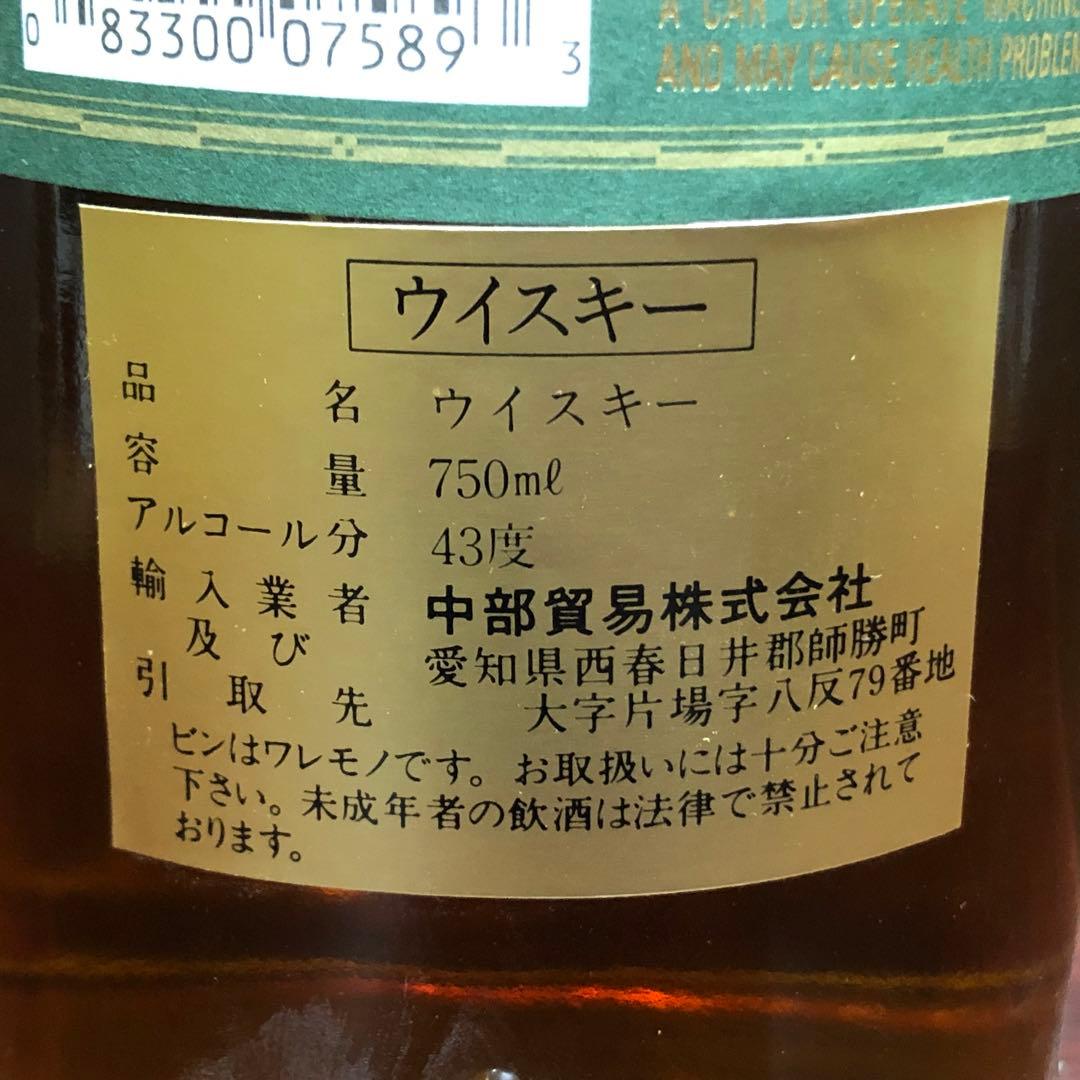 0 83300 07589 3
A CAR OR OPERATE MACHINE
AND MAY CAUSE HEALTH PROBLEM
ウイスキー
品名 ウイスキー
容量 750mℓ
アルコール分 43度
輸入業者 中部貿易株式会社
及び 愛知県西春日井郡師勝町
引取先 大字片場字八反79番地
ビンはワレモノです。お取扱いには十分ご注意
下さい。未成年者の飲酒は法律で禁止されて
おります。